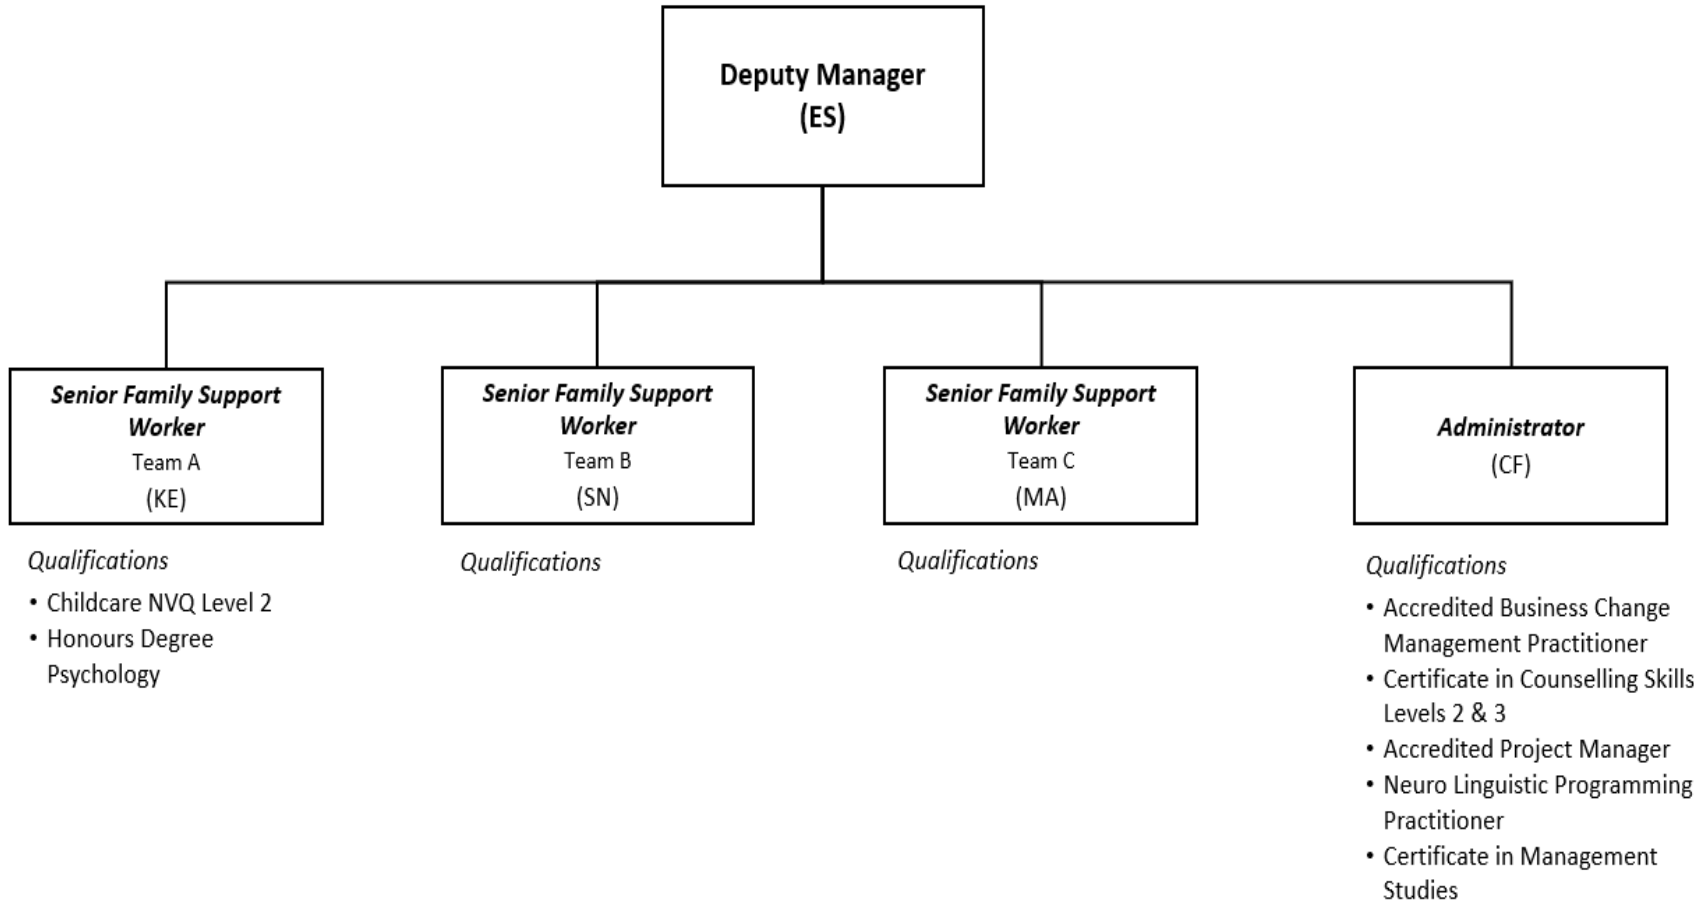 Deputy Manager
(ES)
Senior Family Support
Worker
Team A
(KE)
Senior Family Support
Worker
Team B
(SN)
Senior Family Support
Worker
Team C
(MA)
Administrator
(CF)
Qualifications
• Childcare NVQ Level 2
• Honours Degree
Psychology
Qualifications
Qualifications
Qualifications
• Accredited Business Change
Management Practitioner
• Certificate in Counselling Skills
Levels 2 & 3
• Accredited Project Manager
• Neuro Linguistic Programming
Practitioner
• Certificate in Management
Studies